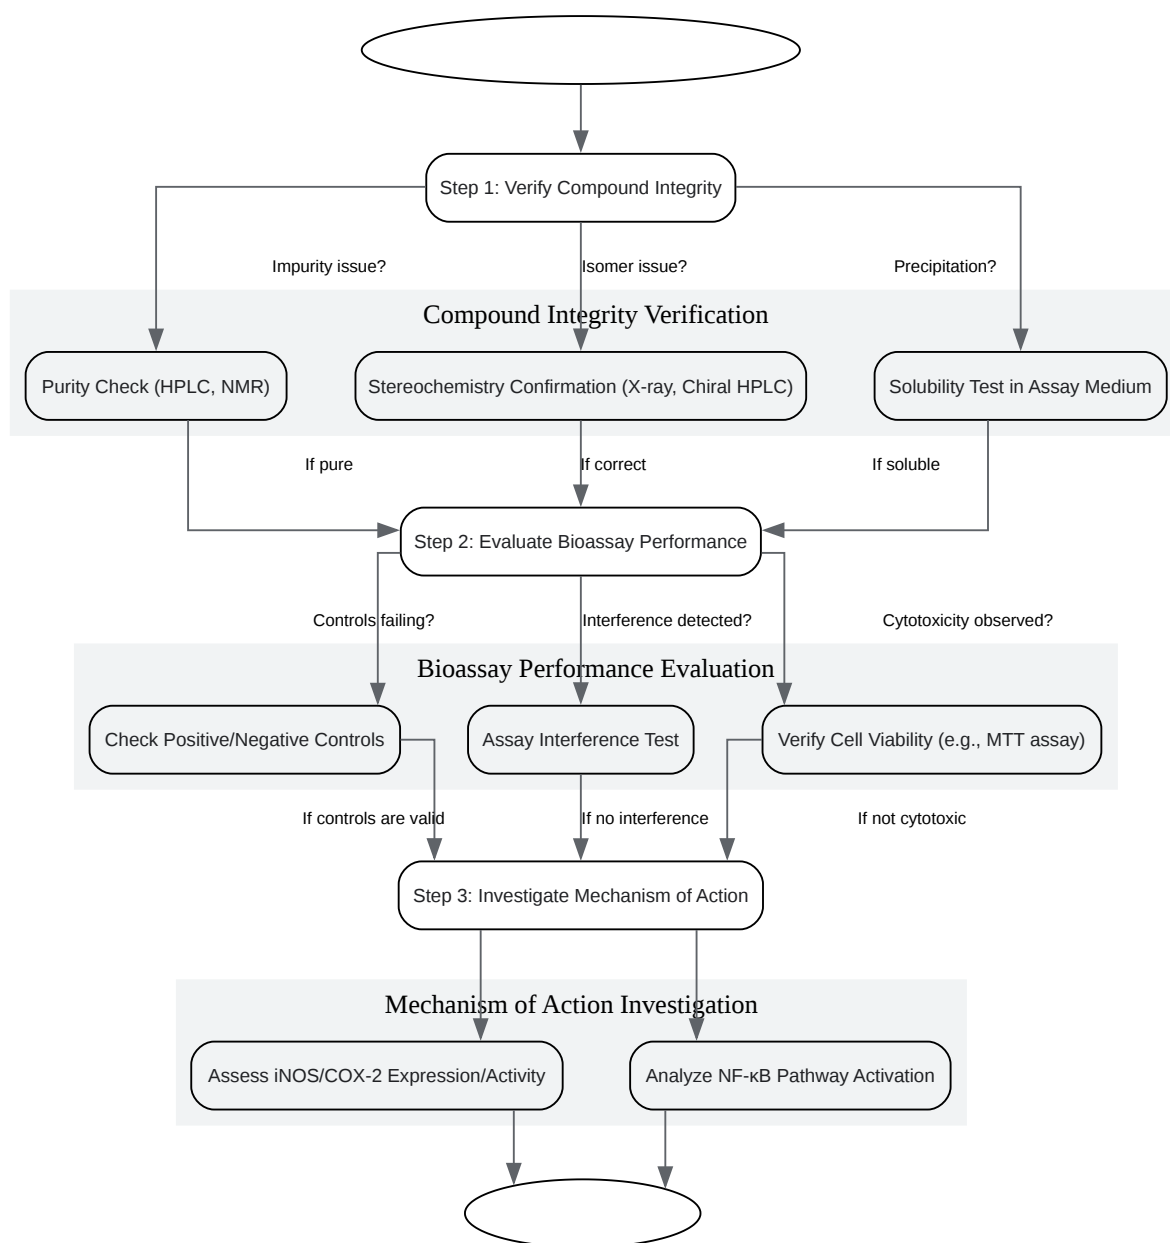 Step 1: Verify Compound Integrity
Impurity issue?
Isomer issue?
Precipitation?
Compound Integrity Verification
Purity Check (HPLC, NMR)
Stereochemistry Confirmation (X-ray, Chiral HPLC)
Solubility Test in Assay Medium
If pure
If correct
If soluble
Step 2: Evaluate Bioassay Performance
Controls failing?
Interference detected?
Cytotoxicity observed?
Bioassay Performance Evaluation
Check Positive/Negative Controls
Assay Interference Test
Verify Cell Viability (e.g., MTT assay)
If controls are valid
If no interference
If not cytotoxic
Step 3: Investigate Mechanism of Action
Mechanism of Action Investigation
Assess iNOS/COX-2 Expression/Activity
Analyze NF-κB Pathway Activation